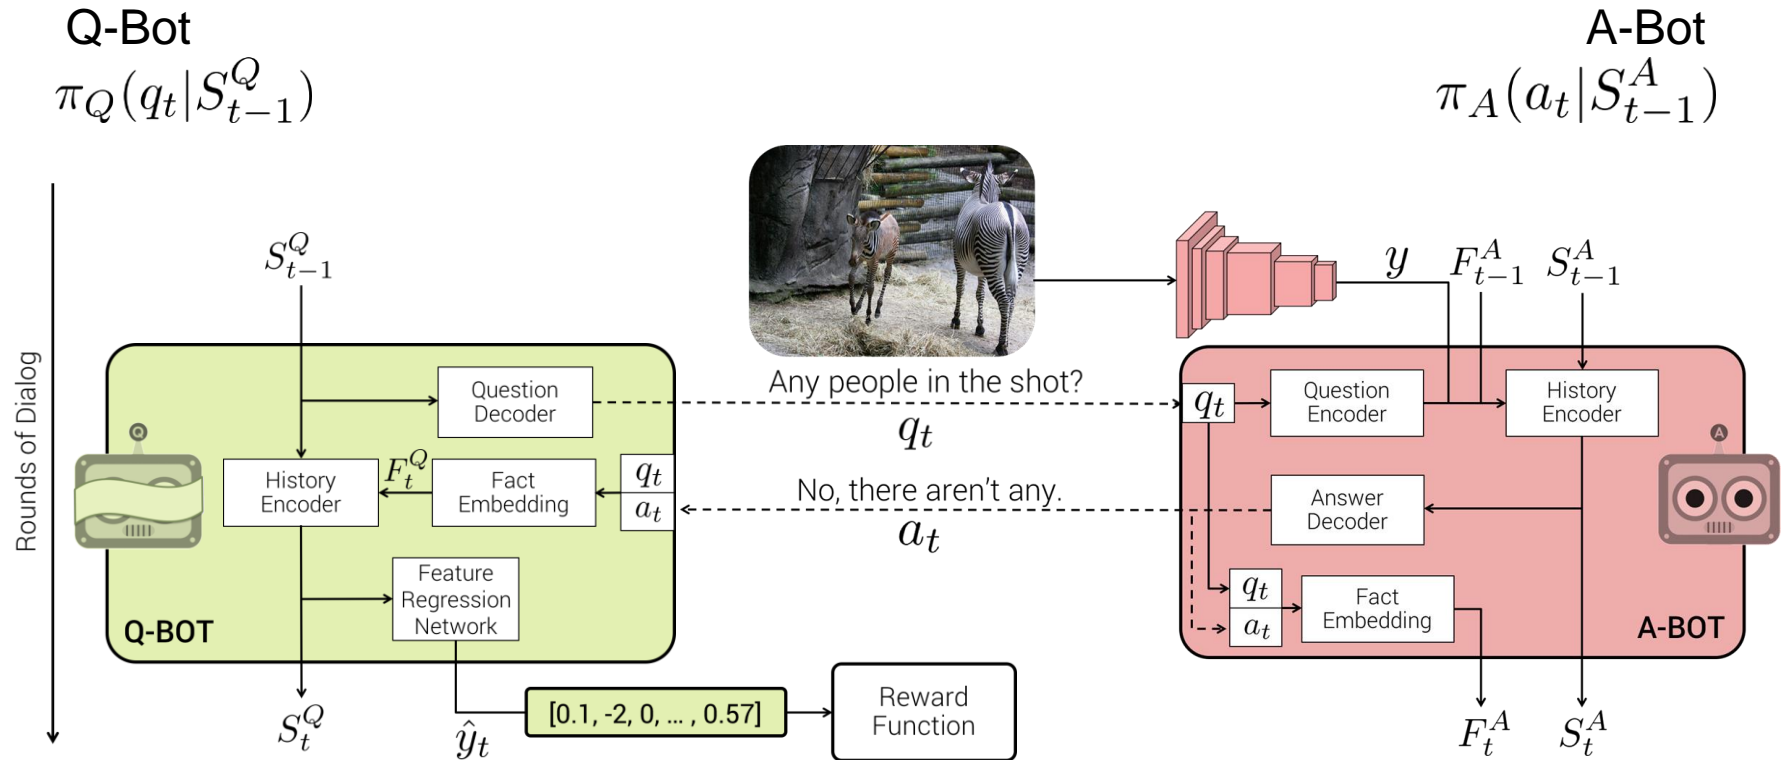 Q-Bot
π_Q(q_t|S^Q_{t−1})
A-Bot
π_A(a_t|S^A_{t−1})
Rounds of Dialog
S^Q_{t−1}
Question
Decoder
Q
History
Encoder
F^Q_t
Fact
Embedding
q_t
a_t
Feature
Regression
Network
Q-BOT
S^Q_t
ŷ_t
[0.1, -2, 0, ... , 0.57]
Reward
Function
Any people in the shot?
q_t
No, there aren't any.
a_t
y
F^A_{t−1}
S^A_{t−1}
q_t
Question
Encoder
History
Encoder
A
Answer
Decoder
q_t
a_t
Fact
Embedding
A-BOT
F^A_t
S^A_t